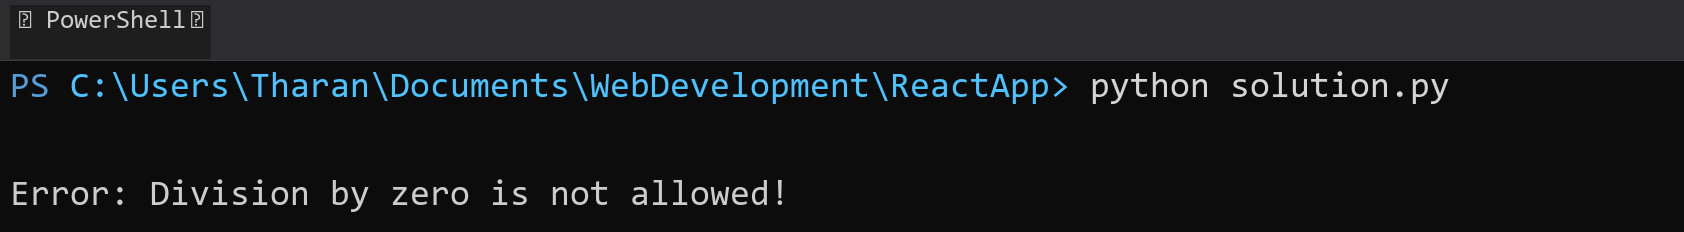 PowerShell
PS C:\Users\Tharan\Documents\WebDevelopment\ReactApp> python solution.py
Error: Division by zero is not allowed!